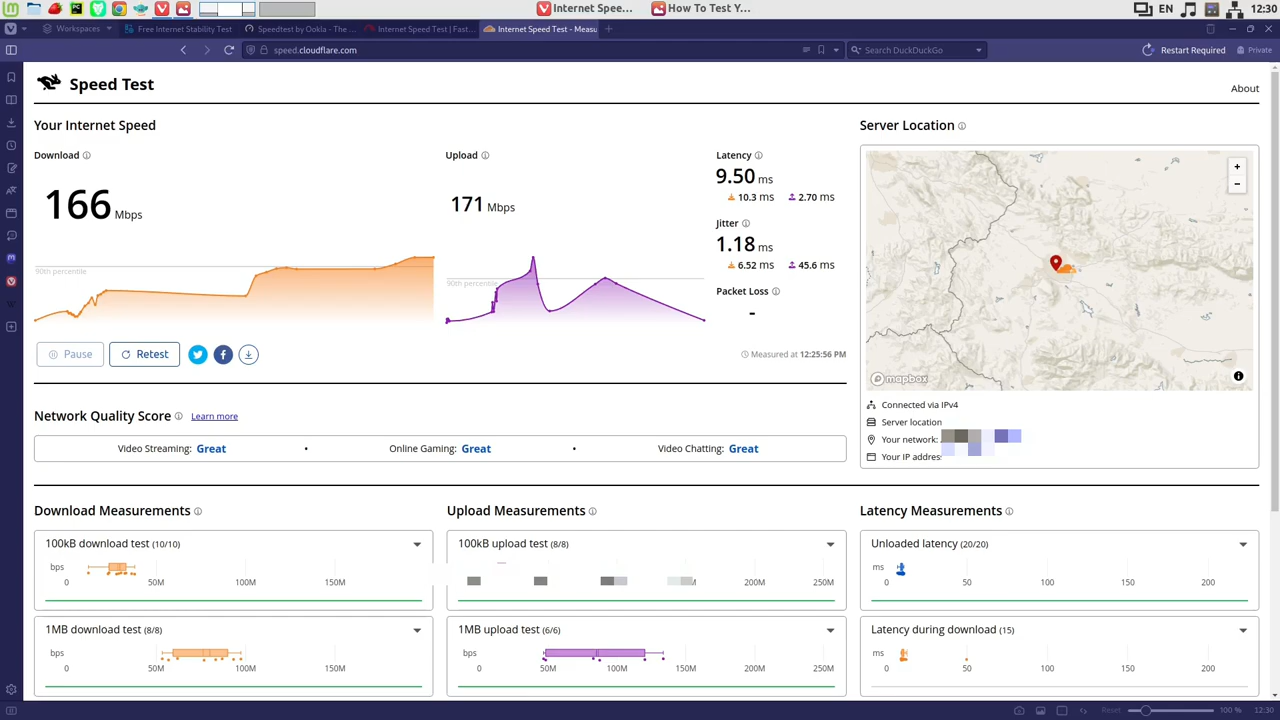 Internet Spee...
How To Test Y...
EN
12:30
Workspaces
Free Internet Stability Test
Speedtest by Ookla - The ...
Internet Speed Test | Fast...
Internet Speed Test - Measu
speed.cloudflare.com
Search DuckDuckGo
Restart Required
Private
Speed Test
About
Your Internet Speed
Download
166 Mbps
90th percentile
Upload
171 Mbps
90th percentile
Latency
9.50 ms
10.3 ms 2.70 ms
Jitter
1.18 ms
6.52 ms 45.6 ms
Packet Loss
-
Pause
Retest
Measured at 12:25:56 PM
Server Location
+
-
mapbox
Connected via IPv4
Server location
Your network:
Your IP addres
Network Quality Score
Learn more
Video Streaming: Great • Online Gaming: Great • Video Chatting: Great
Download Measurements
100kB download test (10/10)
bps
0 50M 100M 150M
1MB download test (8/8)
bps
0 50M 100M 150M
Upload Measurements
100kB upload test (8/8)
200M 250M
1MB upload test (6/6)
bps
0 50M 100M 150M 200M 250M
Latency Measurements
Unloaded latency (20/20)
ms
0 50 100 150 200
Latency during download (15)
ms
0 50 100 150 200
Reset
100 %
12:30